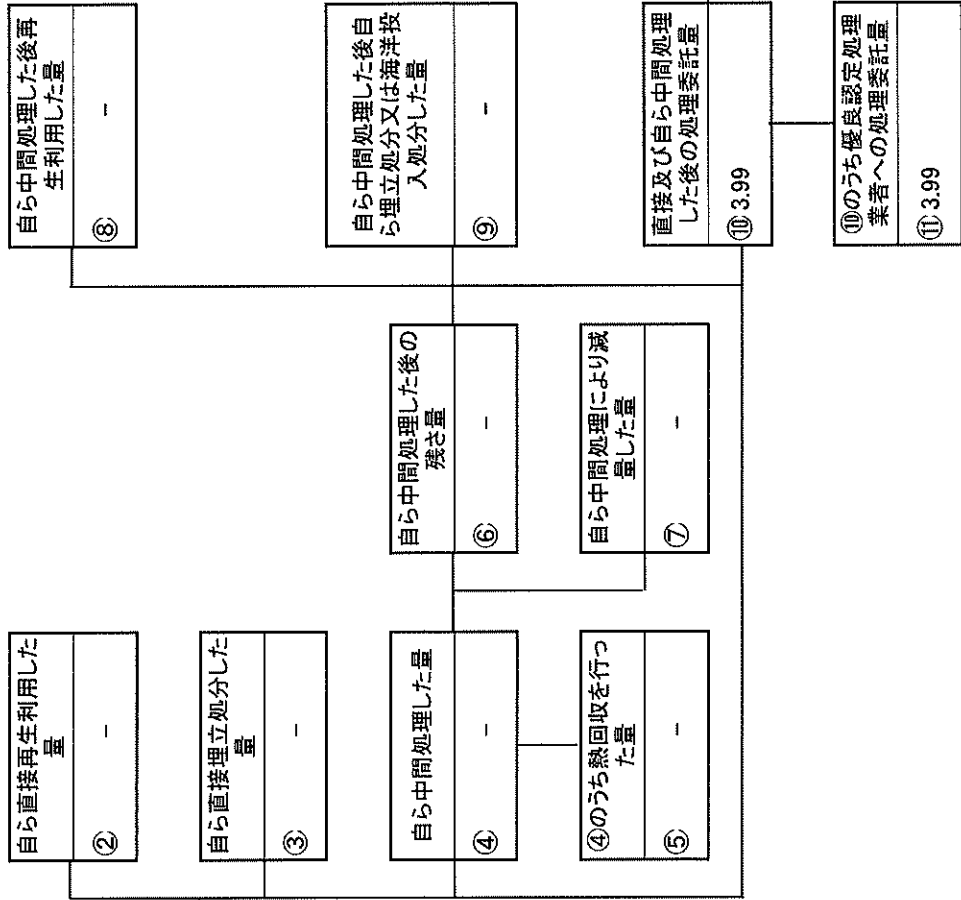 自ら直接再生利用した
量
② －
自ら直接埋立処分した
量
③ －
自ら中間処理した量
④ －
④のうち熱回収を行っ
た量
⑤ －
自ら中間処理した後の
残さ量
⑥ －
自ら中間処理により減
量した量
⑦ －
自ら中間処理した後再
生利用した量
⑧ －
自ら中間処理した後自
ら埋立処分又は海洋投
入処分した量
⑨ －
直接及び自ら中間処理
した後の処理委託量
⑩ 3.99
⑩のうち優良認定処理
業者への処理委託量
⑪ 3.99